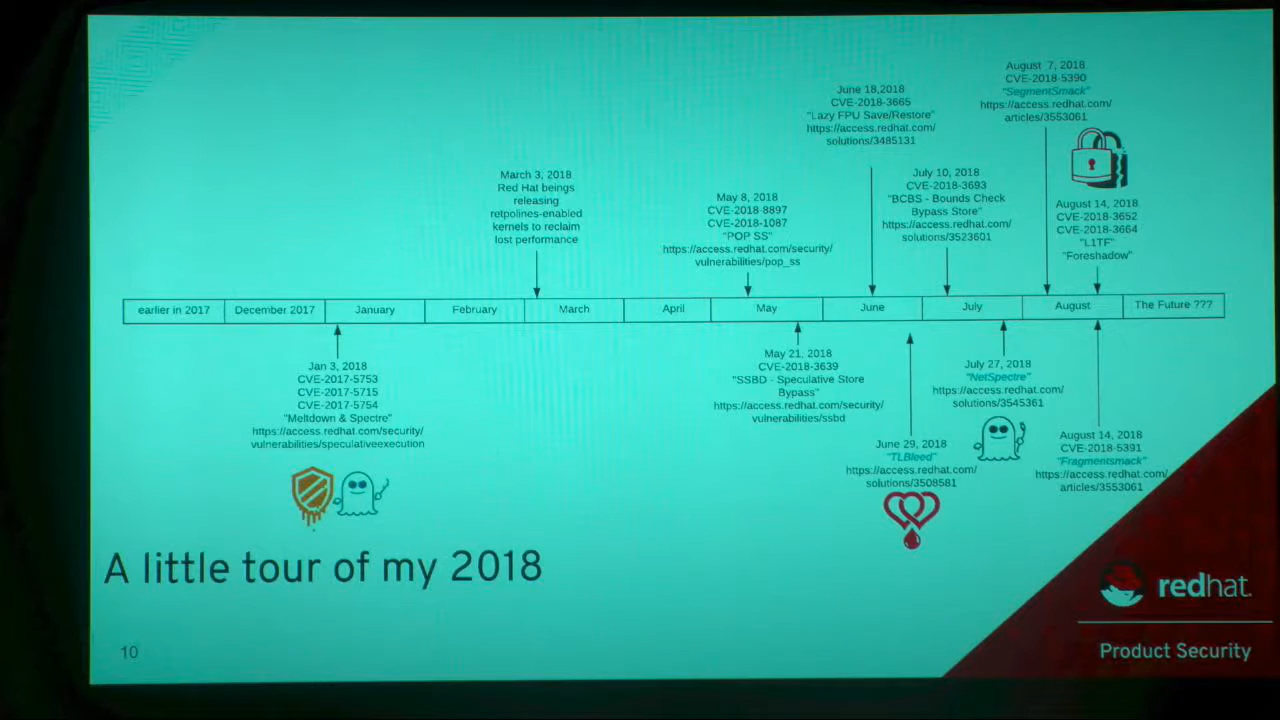 August 7, 2018
CVE-2018-5390
"SegmentSmack"
https://access.redhat.com/
articles/3553061
June 18,2018
CVE-2018-3665
"Lazy FPU Save/Restore"
https://access.redhat.com/
solutions/3485131
March 3, 2018
Red Hat beings
releasing
retpolines-enabled
kernels to reclaim
lost performance
May 8, 2018
CVE-2018-8897
CVE-2018-1087
"POP SS"
https://access.redhat.com/security/
vulnerabilities/pop_ss
July 10, 2018
CVE-2018-3693
"BCBS - Bounds Check
Bypass Store"
https://access.redhat.com/
solutions/3523601
August 14, 2018
CVE-2018-3652
CVE-2018-3664
"L1TF"
"Foreshadow"
earlier in 2017 December 2017 January February March April May June July August The Future ???
Jan 3, 2018
CVE-2017-5753
CVE-2017-5715
CVE-2017-5754
"Meltdown & Spectre"
https://access.redhat.com/security/
vulnerabilities/speculativeexecution
May 21, 2018
CVE-2018-3639
"SSBD - Speculative Store
Bypass"
https://access.redhat.com/security/
vulnerabilities/ssbd
June 29, 2018
"TLBleed"
https://access.redhat.com/
solutions/3508581
July 27, 2018
"NetSpectre"
https://access.redhat.com/
solutions/3545361
August 14, 2018
CVE-2018-5391
"Fragmentsmack"
https://access.redhat.com/
articles/3553061
A little tour of my 2018
10
redhat.
Product Security